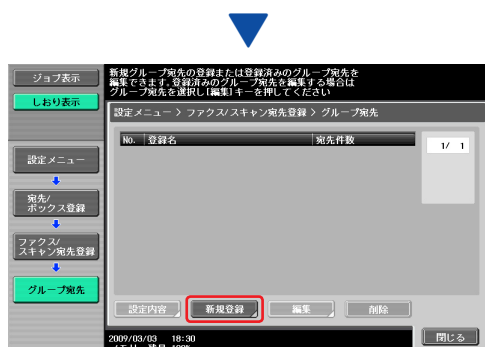 新規グループ宛先の登録または登録済みのグループ宛先を
編集できます。登録済みのグループ宛先を編集する場合は
グループ宛先を選択し[編集]キーを押してください
ジョブ表示
しおり表示
設定メニュー
宛先/
ボックス登録
ファクス/
スキャン宛先登録
グループ宛先
設定メニュー > ファクス/スキャン宛先登録 > グループ宛先
No. 登録名 宛先件数
1/ 1
設定内容 新規登録 編集 削除
2009/03/03 18:30
閉じる